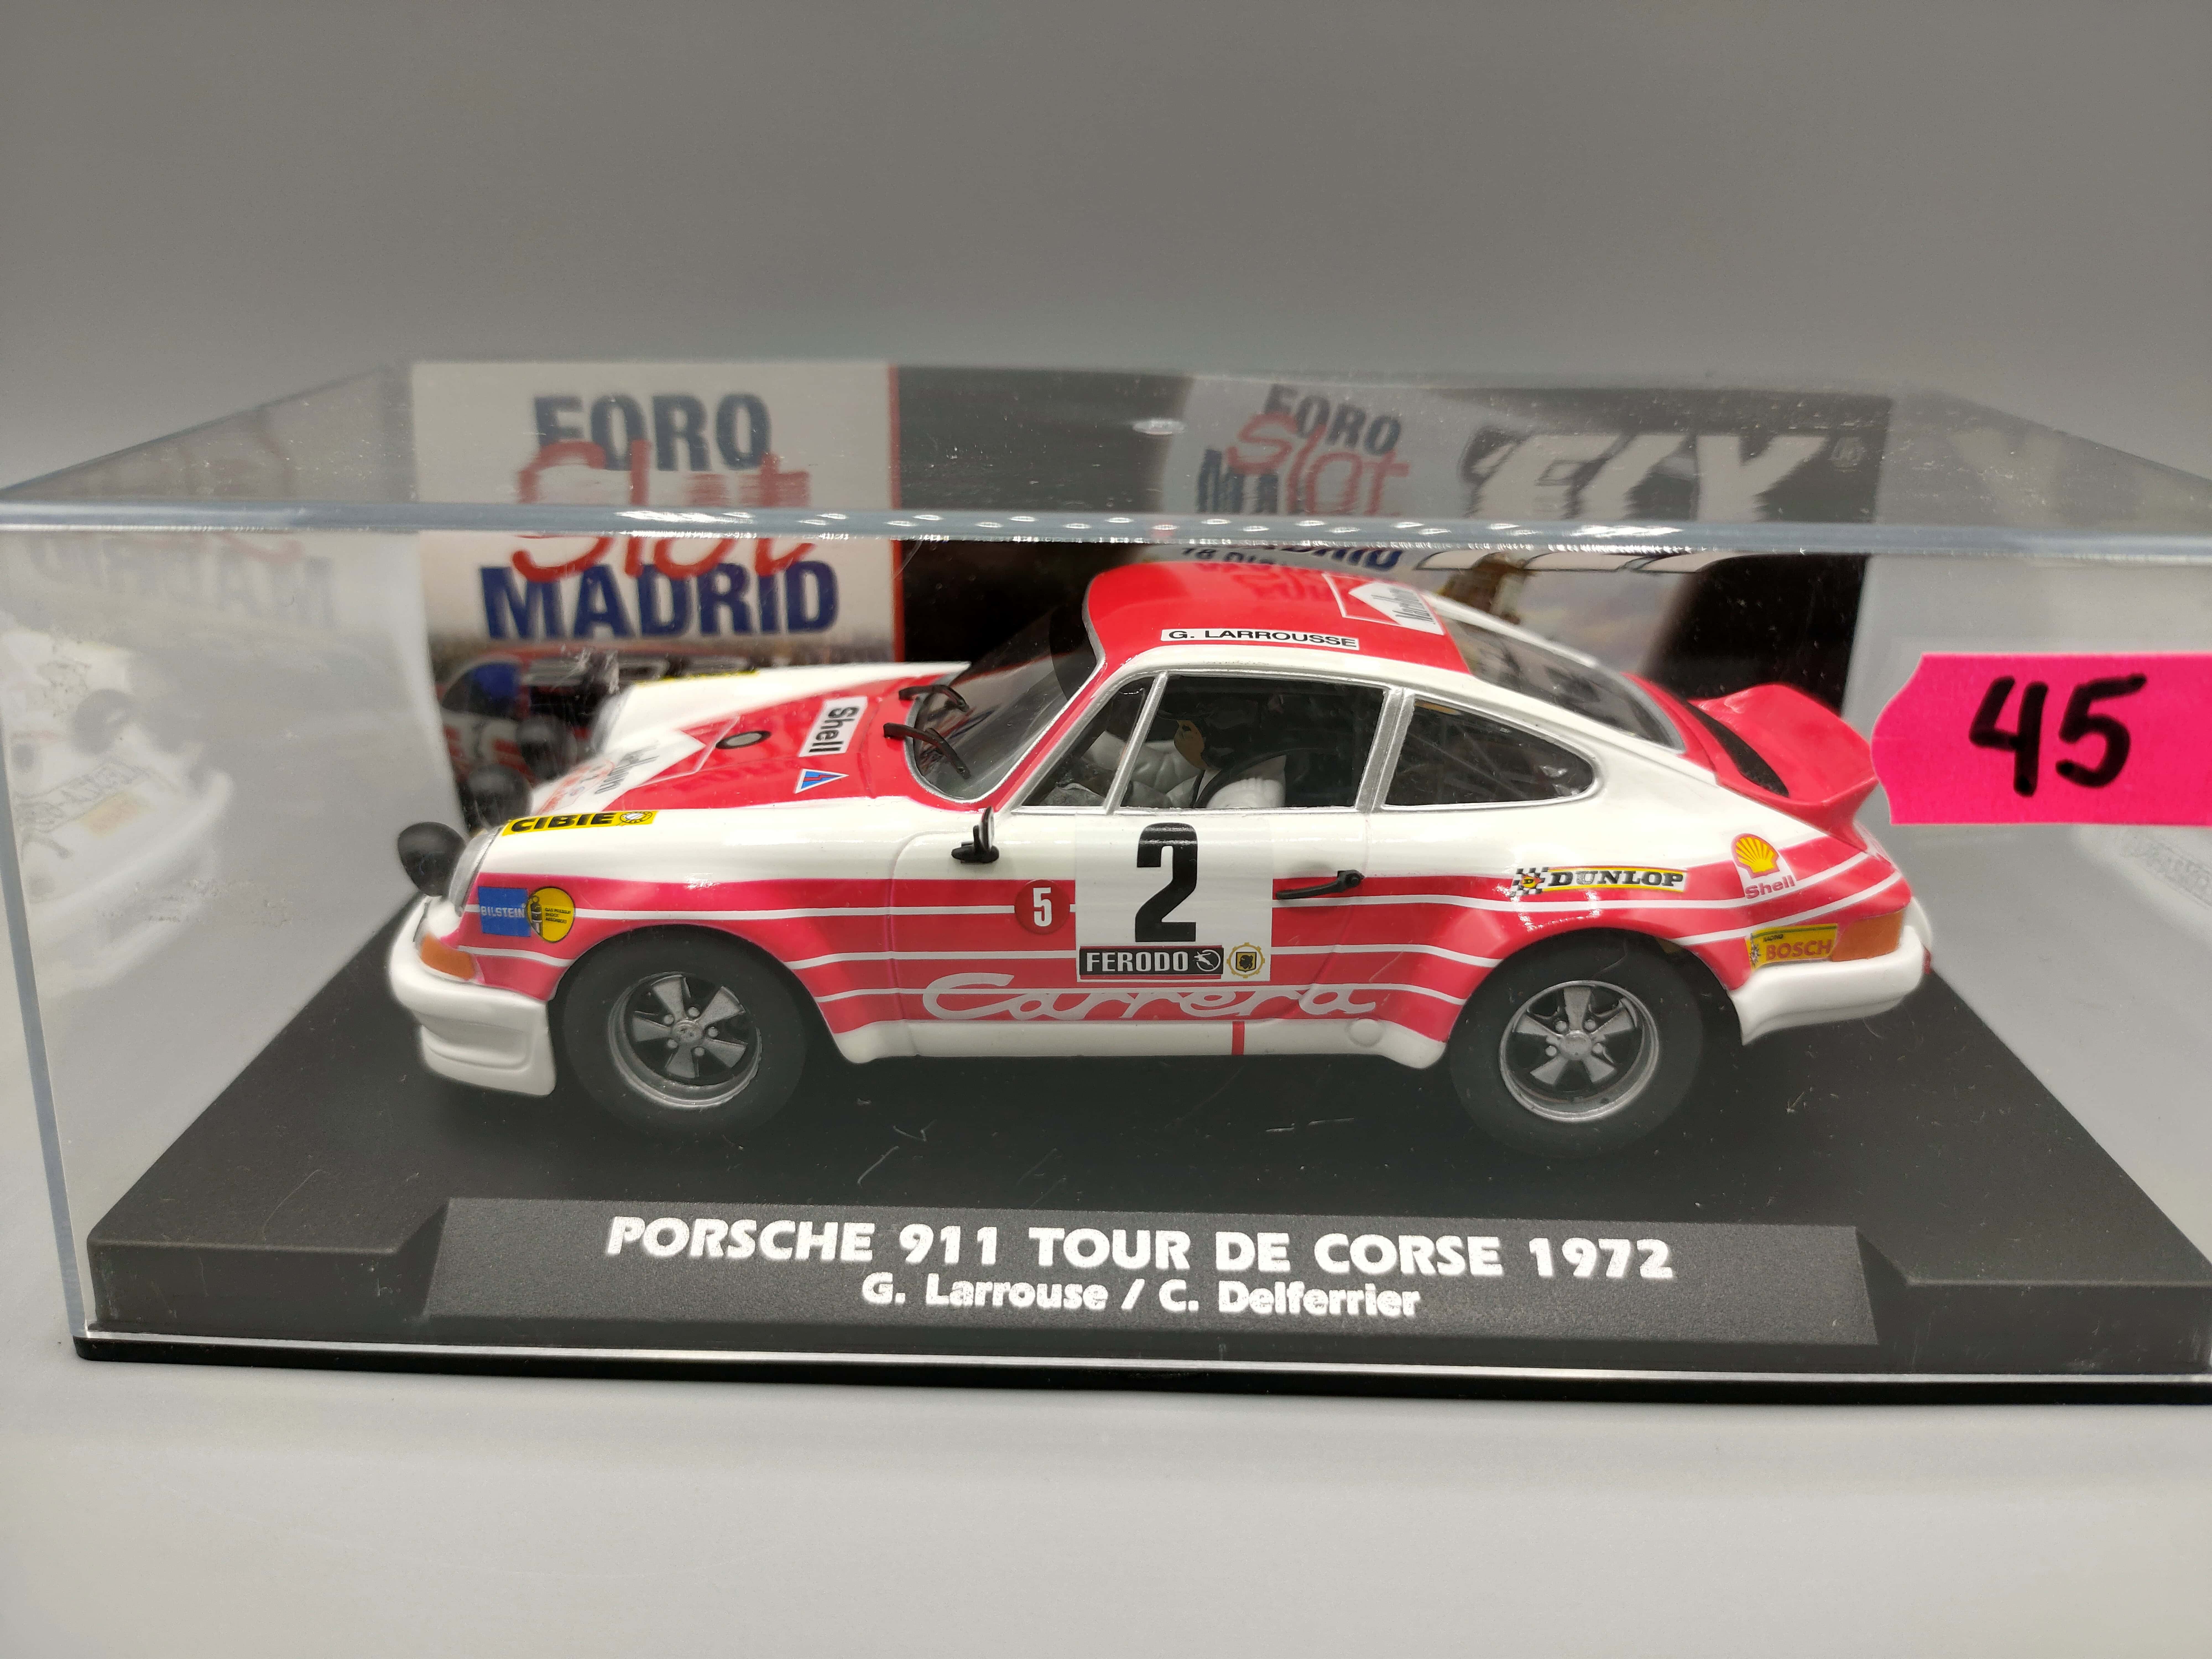 FORO
Slot
MADRID
FORO
Slot
FLY
G. LARROUSSE
Marlboro
Shell
45
CIBIE
BILSTEIN
5
2
FERODO
DUNLOP
Shell
BOSCH
Carrera
PORSCHE 911 TOUR DE CORSE 1972
G. Larrouse / C. Delferrier